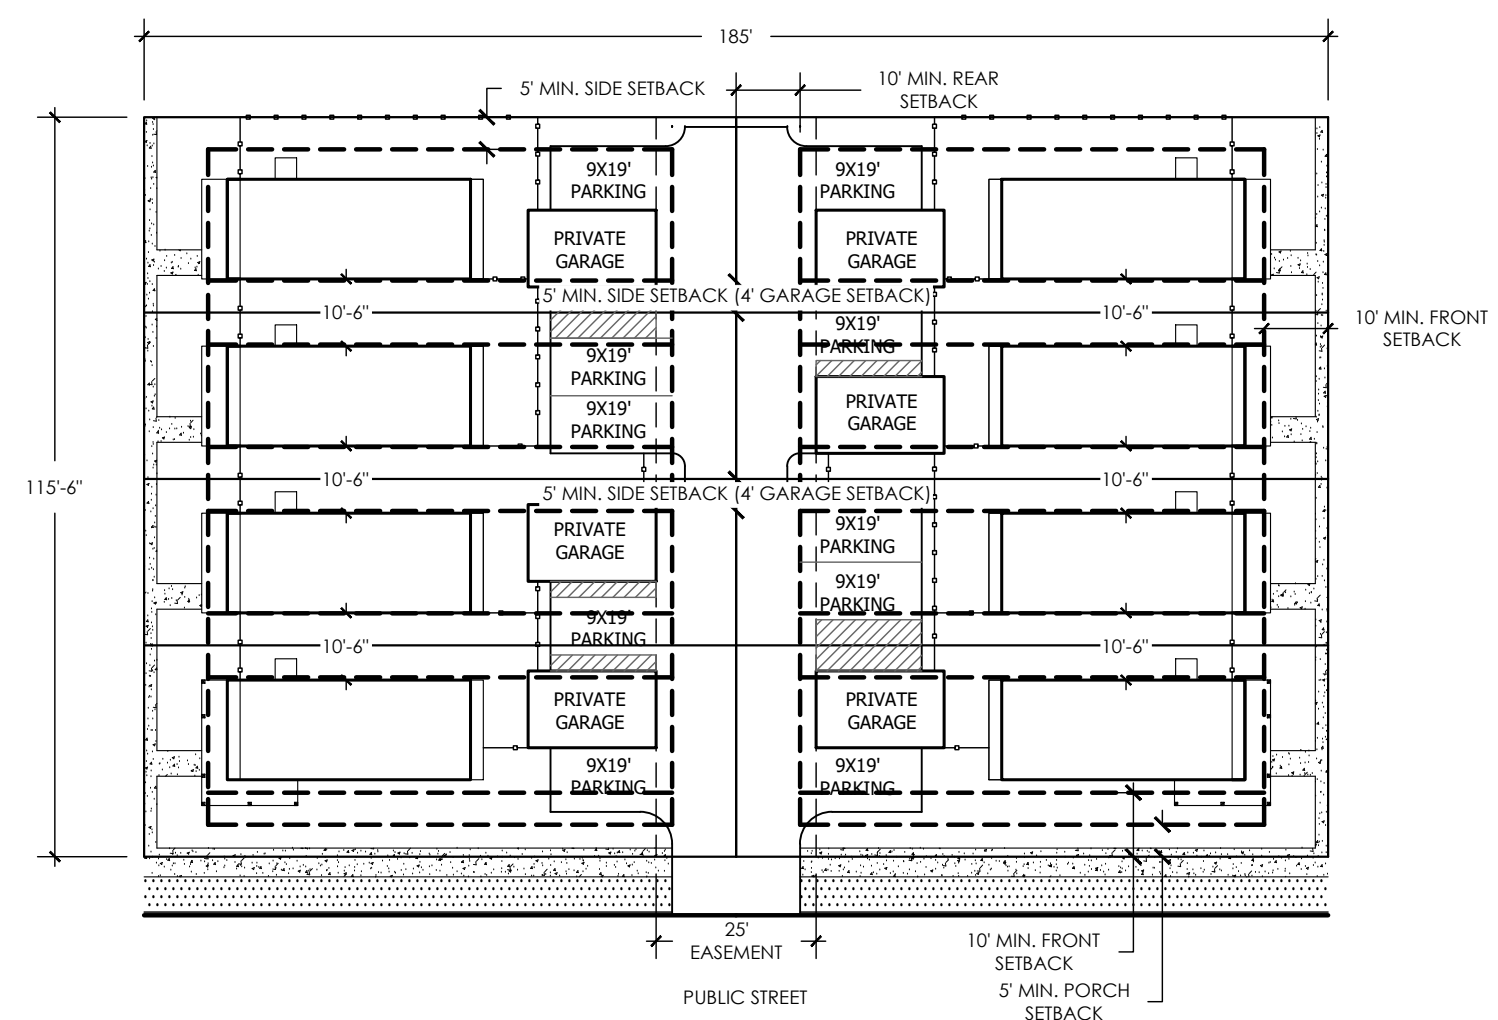 185'
5' MIN. SIDE SETBACK
10' MIN. REAR
SETBACK
9X19'
PARKING
9X19'
PARKING
PRIVATE
GARAGE
PRIVATE
GARAGE
5' MIN. SIDE SETBACK (4' GARAGE SETBACK)
10'-6"
10'-6"
10' MIN. FRONT
SETBACK
9X19'
PARKING
9X19'
PARKING
9X19'
PARKING
PRIVATE
GARAGE
115'-6"
10'-6"
10'-6"
5' MIN. SIDE SETBACK (4' GARAGE SETBACK)
PRIVATE
GARAGE
9X19'
PARKING
9X19'
PARKING
9X19'
PARKING
10'-6"
10'-6"
PRIVATE
GARAGE
PRIVATE
GARAGE
9X19'
PARKING
9X19'
PARKING
25'
EASEMENT
10' MIN. FRONT
SETBACK
5' MIN. PORCH
SETBACK
PUBLIC STREET